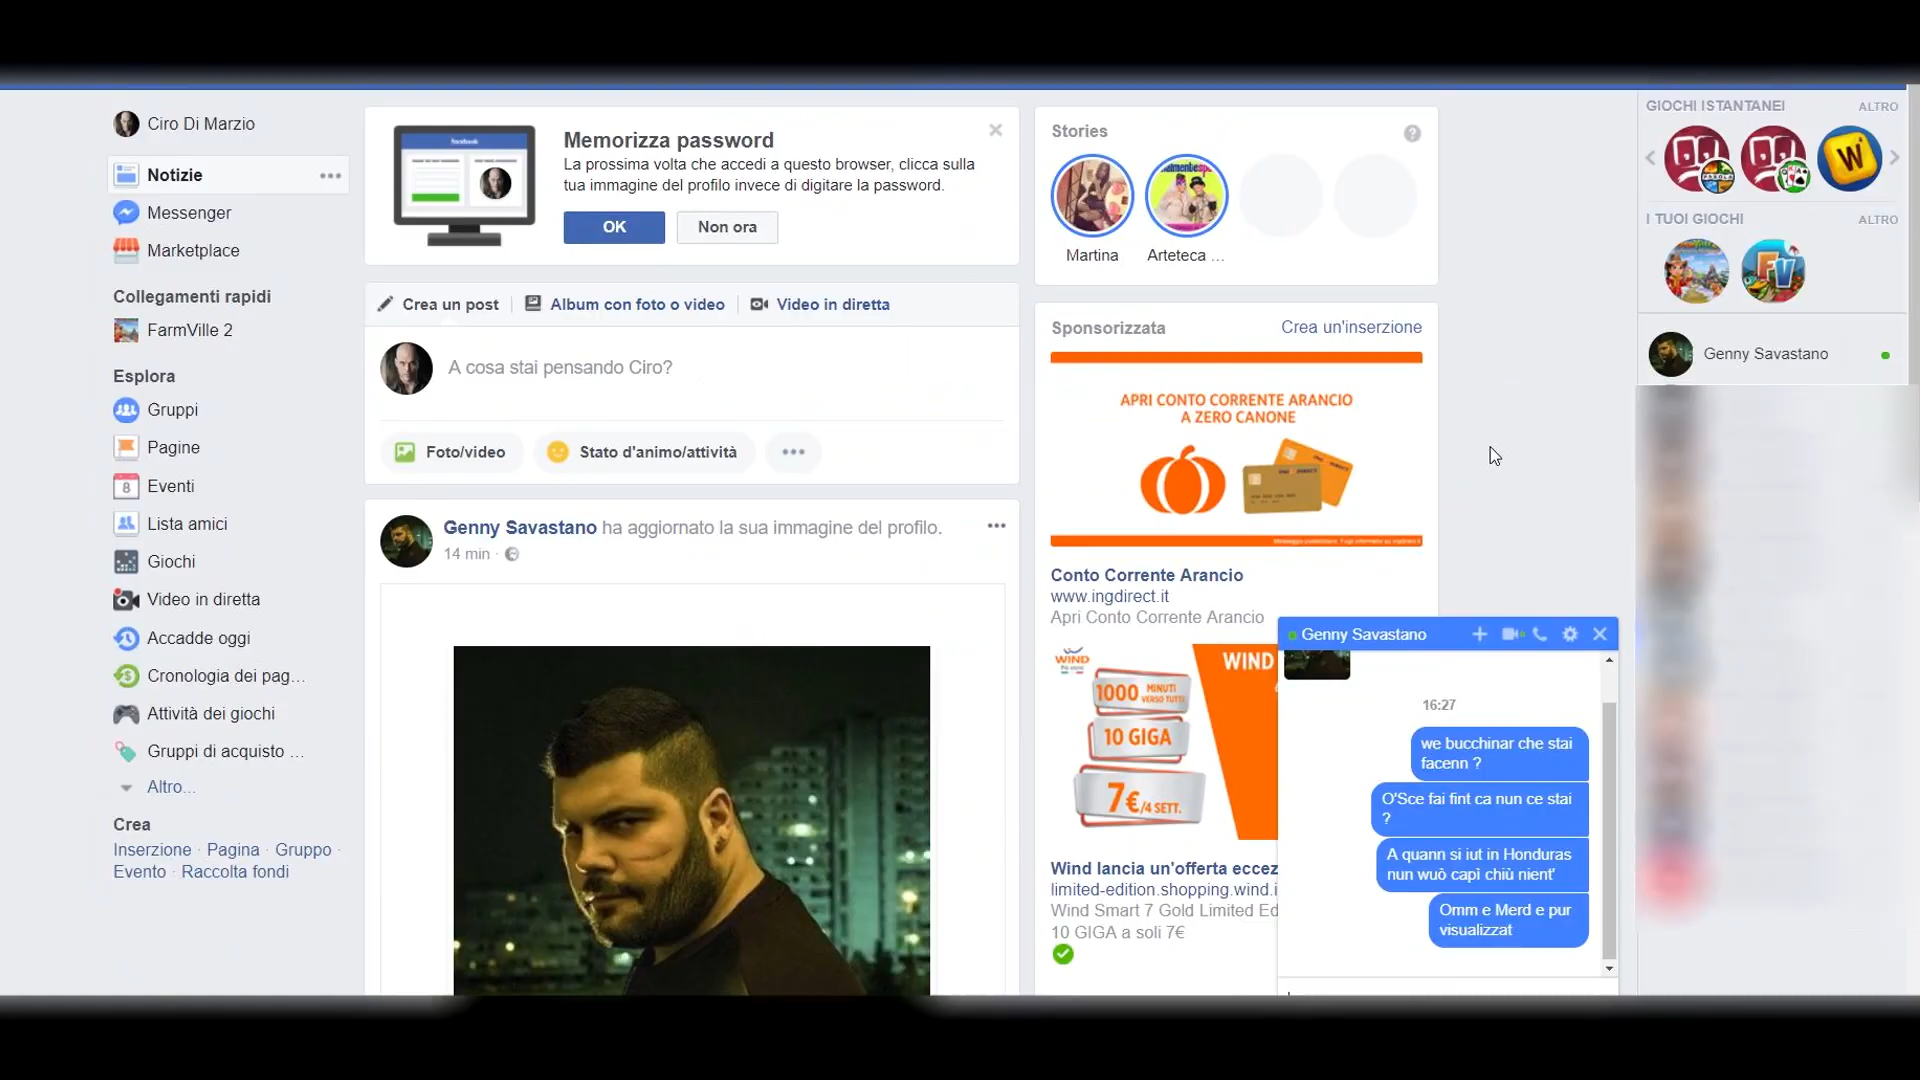 Ciro Di Marzio
Notizie
Messenger
Marketplace
Collegamenti rapidi
FarmVille 2
Esplora
Gruppi
Pagine
8
Eventi
Lista amici
Giochi
Video in diretta
Accadde oggi
Cronologia dei pag...
Attività dei giochi
Gruppi di acquisto ...
Altro...
Crea
Inserzione · Pagina · Gruppo ·
Evento · Raccolta fondi
facebook
Memorizza password
La prossima volta che accedi a questo browser, clicca sulla
tua immagine del profilo invece di digitare la password.
OK
Non ora
Crea un post
Album con foto o video
Video in diretta
A cosa stai pensando Ciro?
Foto/video
Stato d'animo/attività
Genny Savastano ha aggiornato la sua immagine del profilo.
14 min
Stories
Martina
Arteteca ...
Sponsorizzata
Crea un'inserzione
APRI CONTO CORRENTE ARANCIO
A ZERO CANONE
Conto Corrente Arancio
www.ingdirect.it
Apri Conto Corrente Arancio
WIND
WIND
1000 MINUTI
VERSO TUTTI
10 GIGA
7€/4 SETT.
Wind lancia un'offerta eccez
limited-edition.shopping.wind.i
Wind Smart 7 Gold Limited Ed
10 GIGA a soli 7€
Genny Savastano
16:27
we bucchinar che stai
facenn ?
O'Sce fai fint ca nun ce stai
?
A quann si iut in Honduras
nun wuò capì chiù nient'
Omm e Merd e pur
visualizzat
GIOCHI ISTANTANEI
ALTRO
PAROLA
W
I TUOI GIOCHI
ALTRO
FV
Genny Savastano